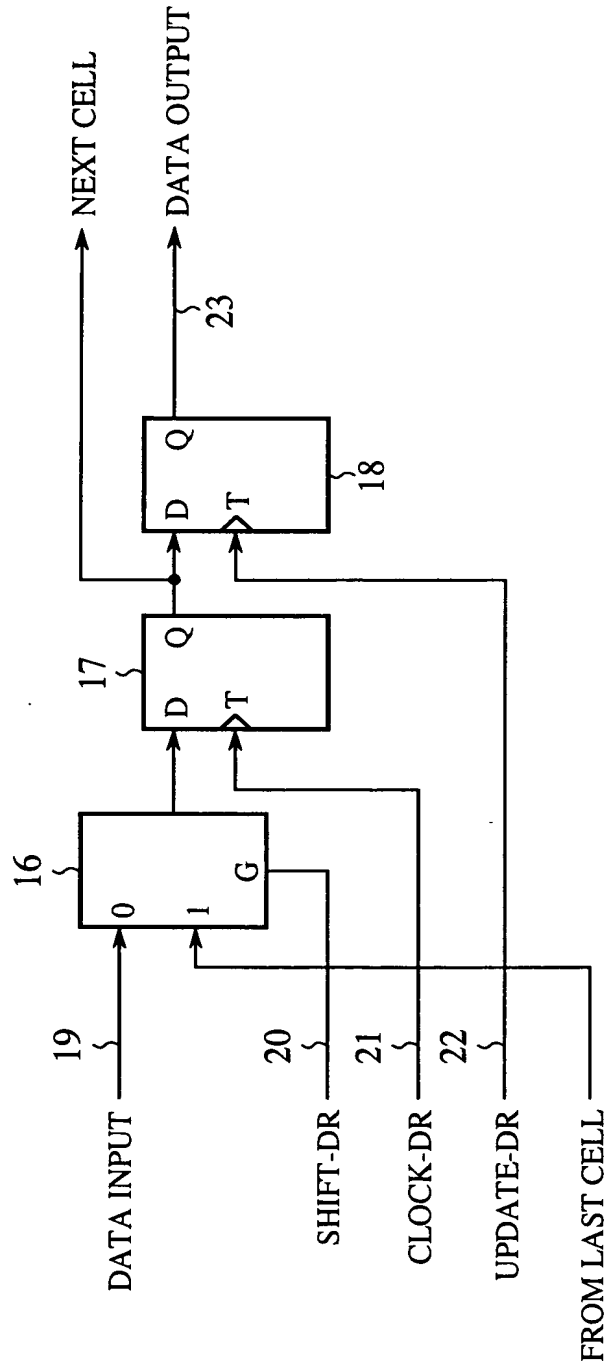 NEXT CELL
DATA OUTPUT
23
18
D
Q
T
17
D
Q
T
16
0
1
G
19
DATA INPUT
20
SHIFT-DR
21
CLOCK-DR
22
UPDATE-DR
FROM LAST CELL